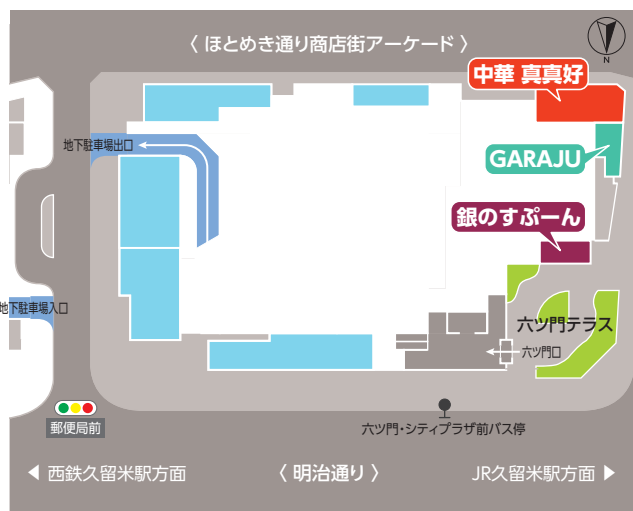 〈 ほとめき通り商店街アーケード 〉
N
中華 真真好
地下駐車場出口
GARAJU
銀のすぷーん
地下駐車場入口
六ツ門テラス
六ツ門口
郵便局前
六ツ門・シティプラザ前バス停
◀ 西鉄久留米駅方面
〈 明治通り 〉
JR久留米駅方面 ▶